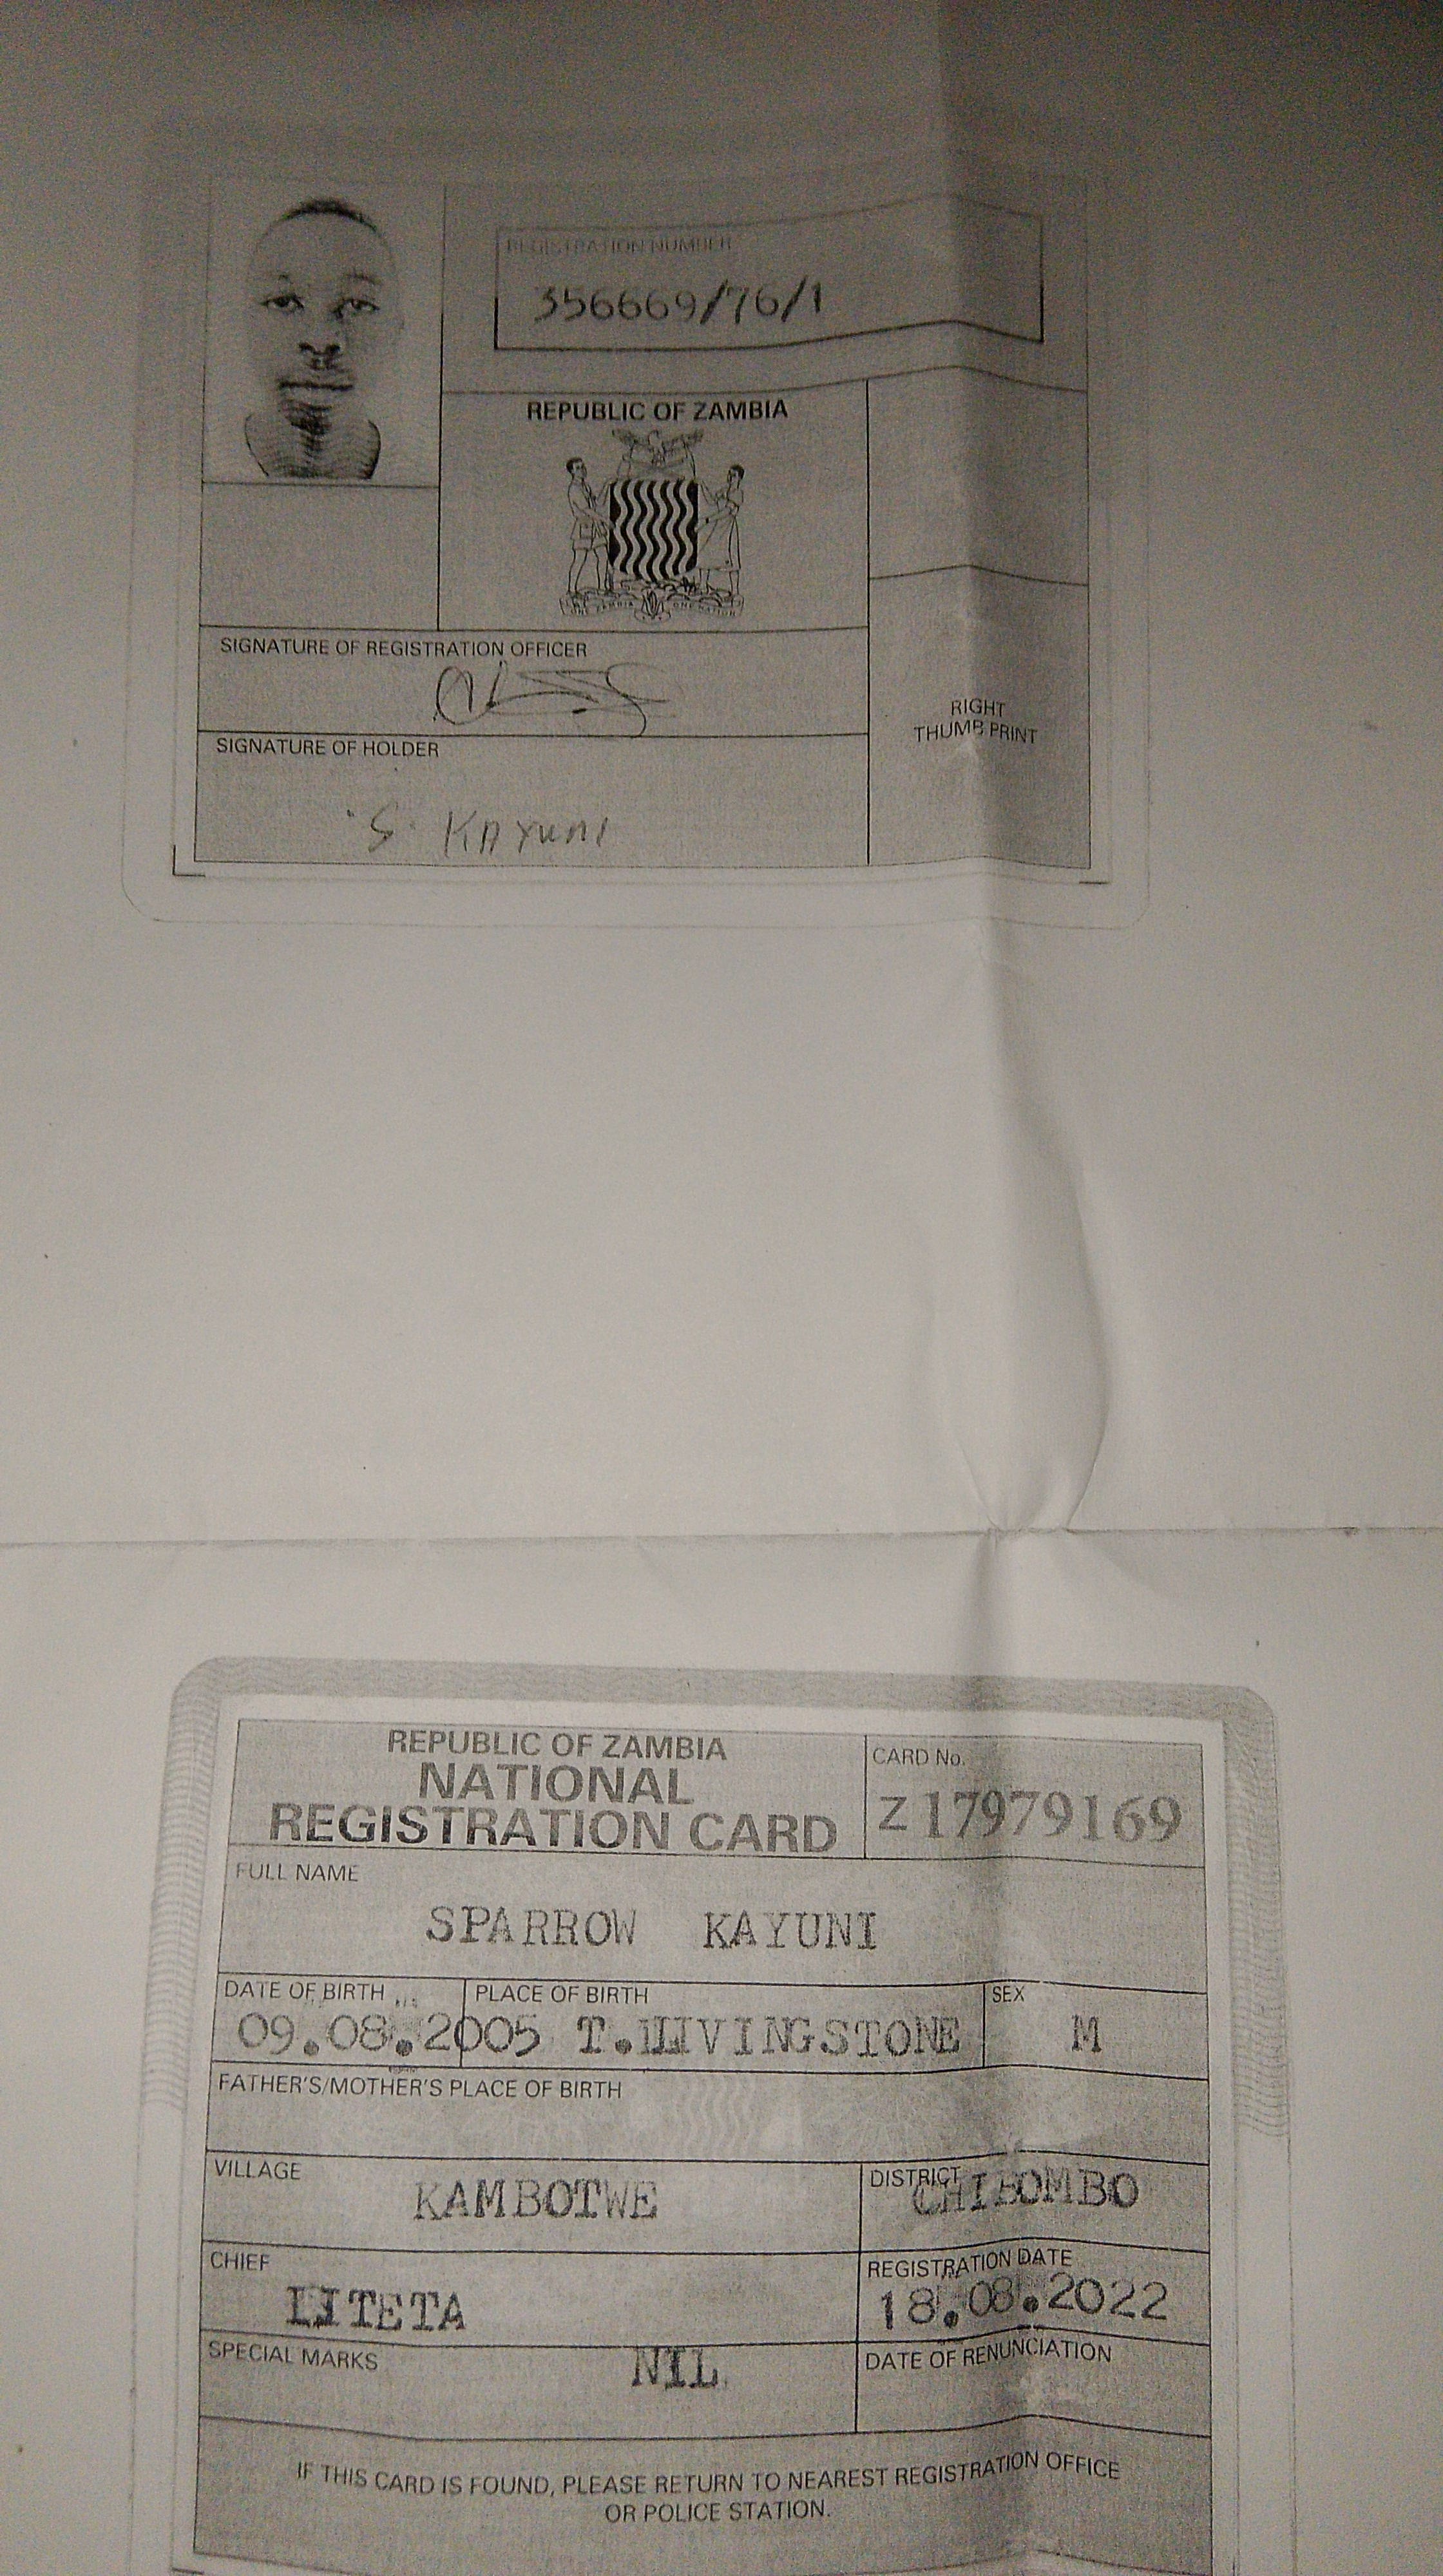 REGISTRATION NUMBER
356669/76/1
REPUBLIC OF ZAMBIA
ONE ZAMBIA ONE NATION
SIGNATURE OF REGISTRATION OFFICER
RIGHT
THUMB PRINT
SIGNATURE OF HOLDER
S. KAYUNI
REPUBLIC OF ZAMBIA
NATIONAL
REGISTRATION CARD
CARD No.
Z 17979169
FULL NAME
SPARROW KAYUNI
DATE OF BIRTH PLACE OF BIRTH SEX
09.08.2005 T.LIVINGSTONE M
FATHER'S/MOTHER'S PLACE OF BIRTH
VILLAGE DISTRICT
KAMBOTWE CHIBOMBO
CHIEF REGISTRATION DATE
LITETA 18.08.2022
SPECIAL MARKS NIL DATE OF RENUNCIATION
IF THIS CARD IS FOUND, PLEASE RETURN TO NEAREST REGISTRATION OFFICE
OR POLICE STATION.